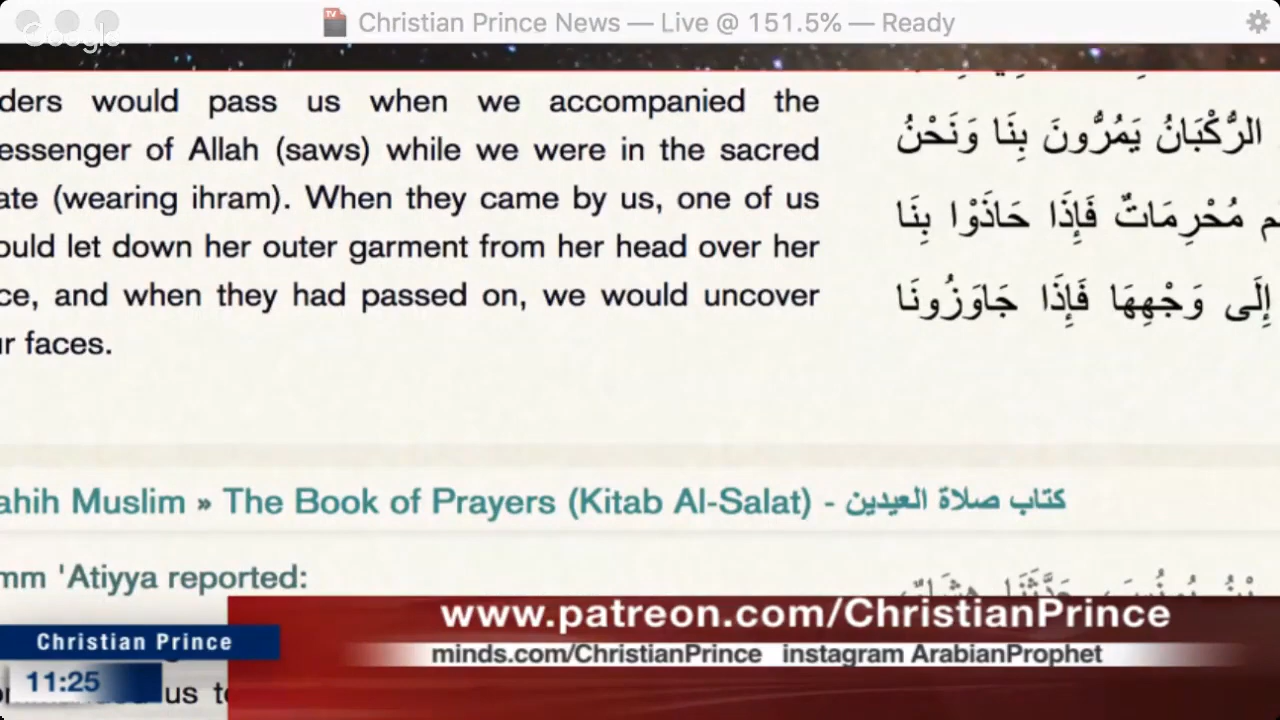 Christian Prince News — Live @ 151.5% — Ready
Google
ders would pass us when we accompanied the
essenger of Allah (saws) while we were in the sacred
ate (wearing ihram). When they came by us, one of us
ould let down her outer garment from her head over her
ce, and when they had passed on, we would uncover
r faces.
الرُّكْبَانُ يَمُرُّونَ بِنَا وَنَحْنُ
م مُحْرِمَاتٌ فَإِذَا حَاذَوْا بِنَا
إِلَى وَجْهِهَا فَإِذَا جَاوَزُونَا
ahih Muslim » The Book of Prayers (Kitab Al-Salat) - كتاب صلاة العيدين
mm 'Atiyya reported:
us to
www.patreon.com/ChristianPrince
Christian Prince
minds.com/ChristianPrince instagram ArabianProphet
11:25